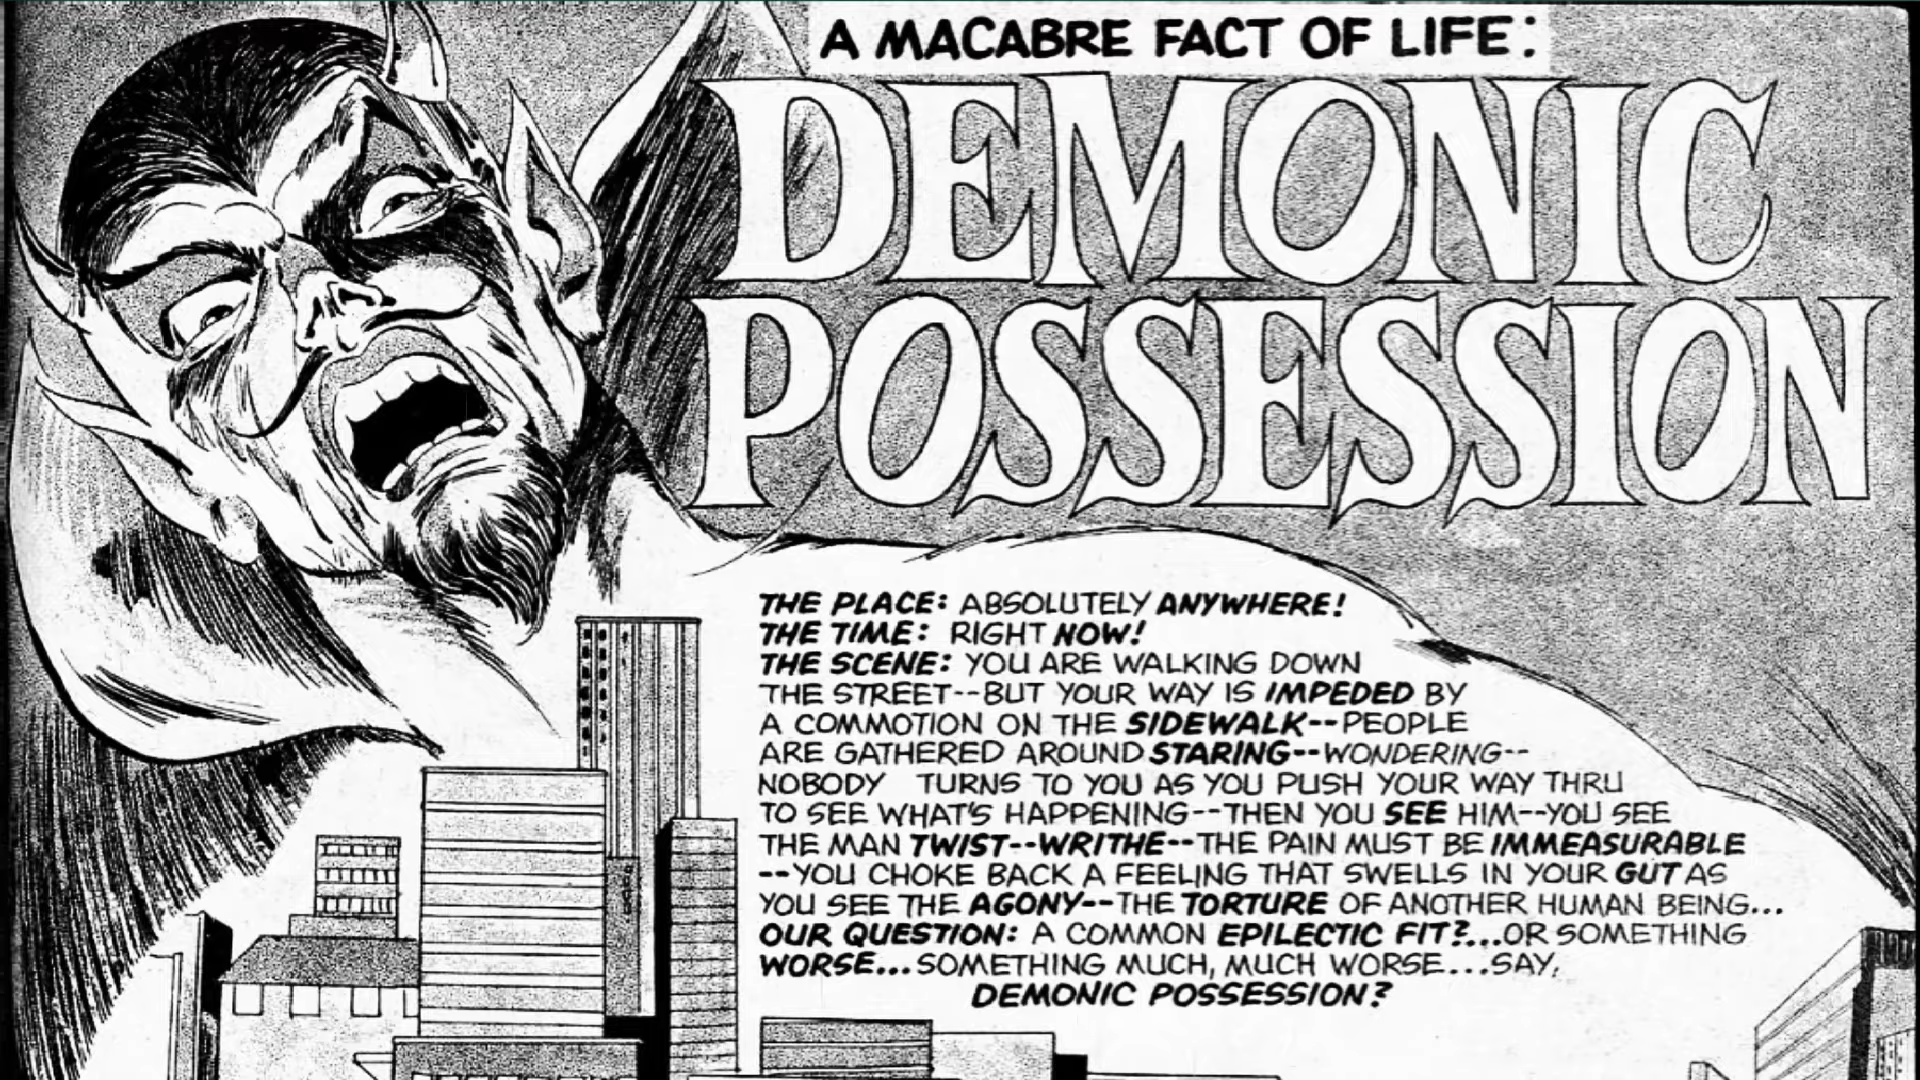 A MACABRE FACT OF LIFE:
DEMONIC
POSSESSION
THE PLACE: ABSOLUTELY ANYWHERE!
THE TIME: RIGHT NOW!
THE SCENE: YOU ARE WALKING DOWN
THE STREET--BUT YOUR WAY IS IMPEDED BY
A COMMOTION ON THE SIDEWALK--PEOPLE
ARE GATHERED AROUND STARING--WONDERING--
NOBODY TURNS TO YOU AS YOU PUSH YOUR WAY THRU
TO SEE WHAT'S HAPPENING--THEN YOU SEE HIM--YOU SEE
THE MAN TWIST--WRITHE--THE PAIN MUST BE IMMEASURABLE
--YOU CHOKE BACK A FEELING THAT SWELLS IN YOUR GUT AS
YOU SEE THE AGONY--THE TORTURE OF ANOTHER HUMAN BEING...
OUR QUESTION: A COMMON EPILECTIC FIT?...OR SOMETHING
WORSE...SOMETHING MUCH, MUCH WORSE...SAY,
DEMONIC POSSESSION?